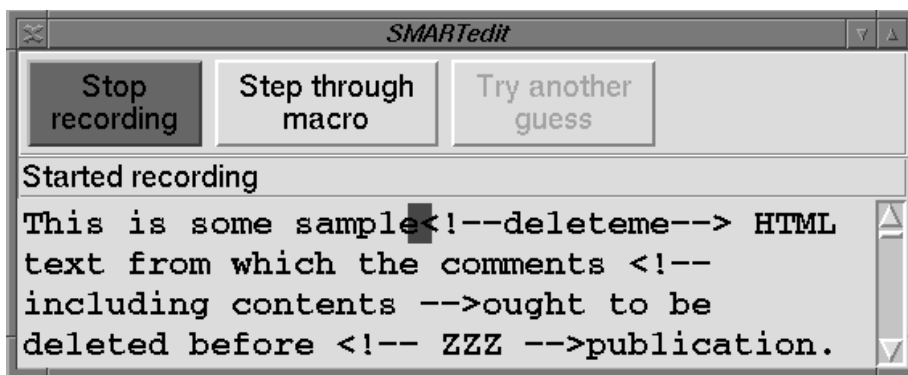 SMARTedit
Stop recording
Step through macro
Try another guess
Started recording
This is some sample<!--deleteme--> HTML
text from which the comments <!--
including contents -->ought to be
deleted before <!-- ZZZ -->publication.